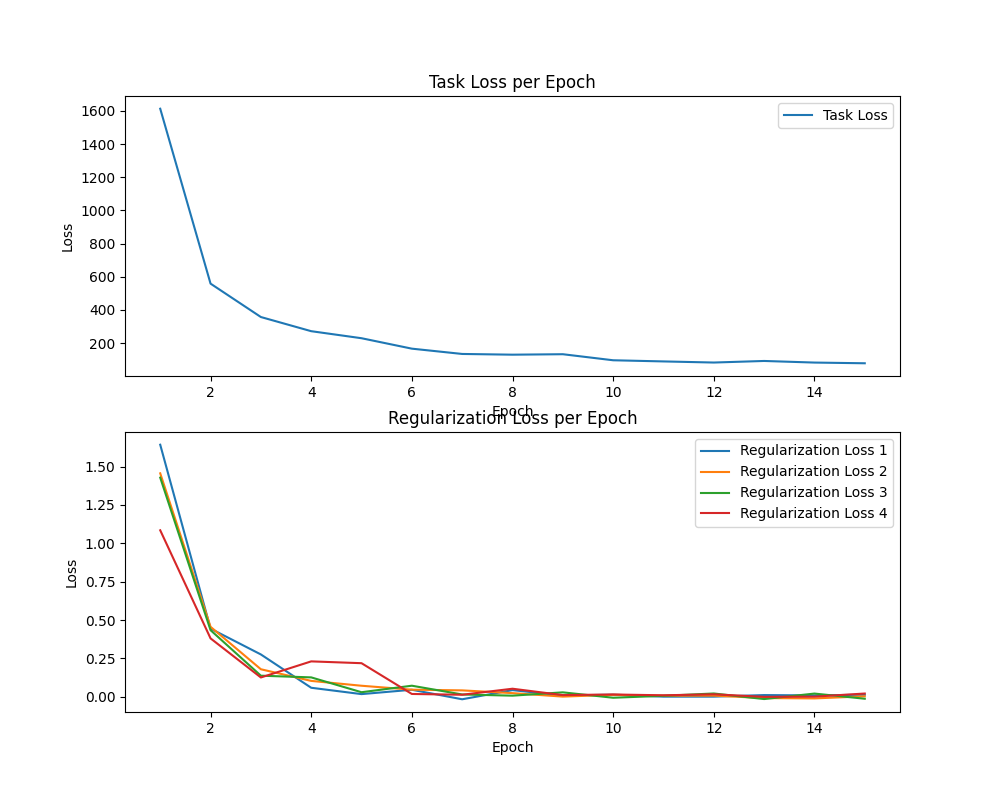 Task Loss per Epoch
Loss
1600
1400
1200
1000
800
600
400
200
Task Loss
2 4 6 8 10 12 14
Epoch
Regularization Loss per Epoch
Loss
1.50
1.25
1.00
0.75
0.50
0.25
0.00
Regularization Loss 1
Regularization Loss 2
Regularization Loss 3
Regularization Loss 4
2 4 6 8 10 12 14
Epoch